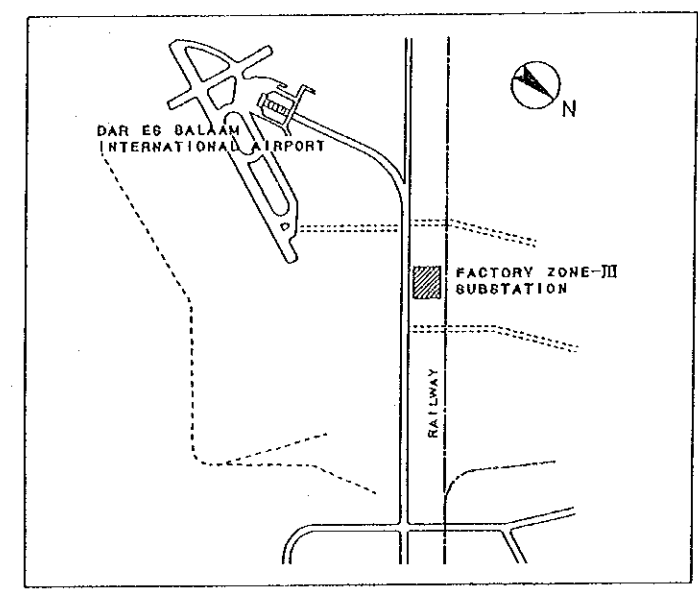 N
DAR ES SALAAM
INTERNATIONAL AIRPORT
FACTORY ZONE-III
SUBSTATION
RAILWAY